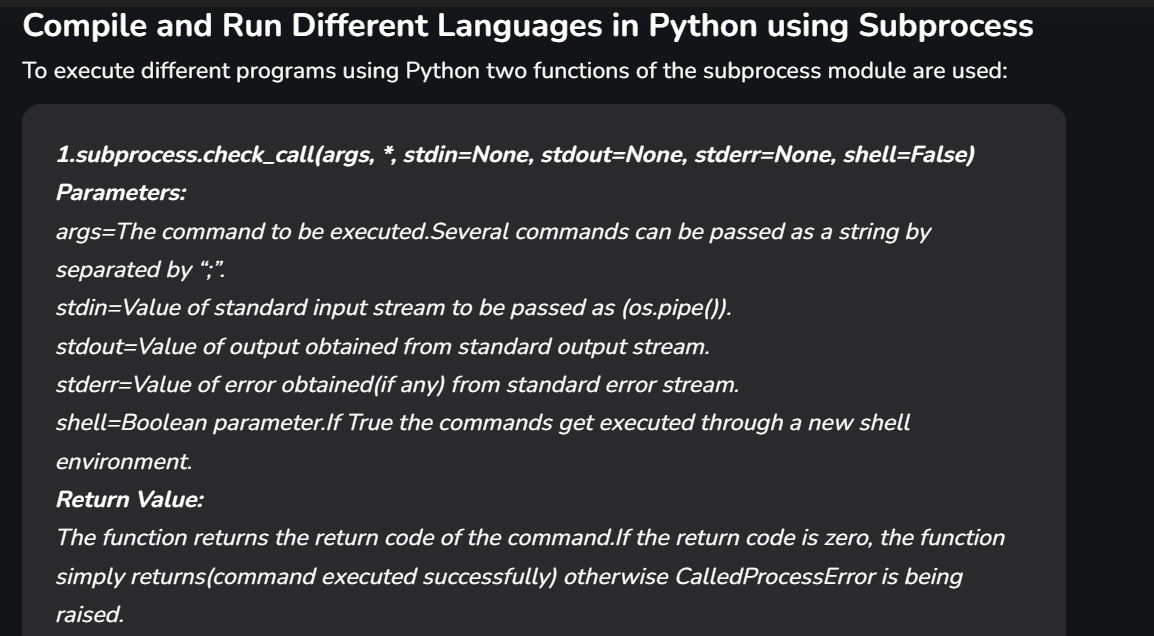 Compile and Run Different Languages in Python using Subprocess
To execute different programs using Python two functions of the subprocess module are used:
1.subprocess.check_call(args, *, stdin=None, stdout=None, stderr=None, shell=False)
Parameters:
args=The command to be executed.Several commands can be passed as a string by
separated by “;”.
stdin=Value of standard input stream to be passed as (os.pipe()).
stdout=Value of output obtained from standard output stream.
stderr=Value of error obtained(if any) from standard error stream.
shell=Boolean parameter.If True the commands get executed through a new shell
environment.
Return Value:
The function returns the return code of the command.If the return code is zero, the function
simply returns(command executed successfully) otherwise CalledProcessError is being
raised.